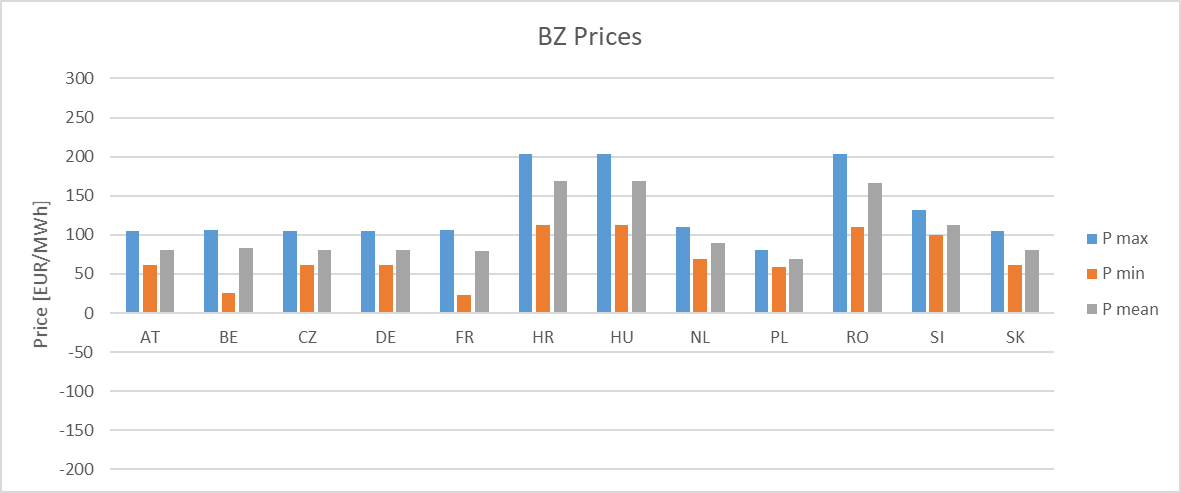 BZ Prices
Price [EUR/MWh]
300
250
200
150
100
50
0
-50
-100
-150
-200
AT BE CZ DE FR HR HU NL PL RO SI SK
P max
P min
P mean